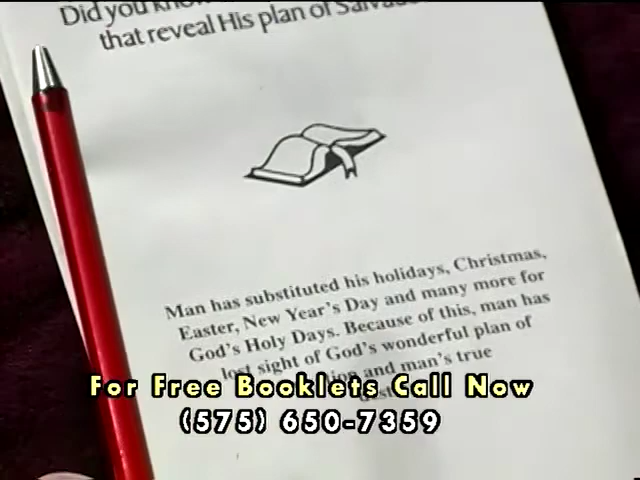 Did you know
that reveal His plan of
Man has substituted his holidays, Christmas,
Easter, New Year's Day and many more for
God's Holy Days. Because of this, man has
lost sight of God's wonderful plan of
and man's true
For Free Booklets Call Now
(575) 650-7359